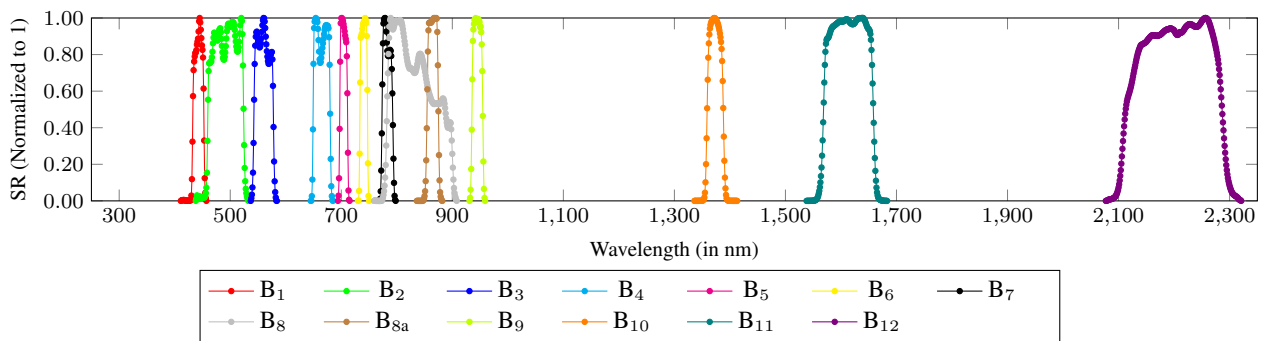 1.00
0.80
0.60
0.40
0.20
0.00
SR (Normalized to 1)
300 500 700 900 1,100 1,300 1,500 1,700 1,900 2,100 2,300
Wavelength (in nm)
B1 B2 B3 B4 B5 B6 B7
B8 B8a B9 B10 B11 B12